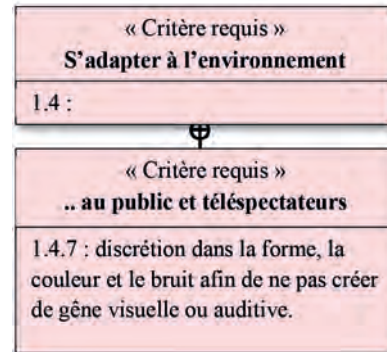 « Critère requis »
S’adapter à l’environnement
1.4 :
« Critère requis »
.. au public et téléspectateurs
1.4.7 : discrétion dans la forme, la
couleur et le bruit afin de ne pas créer
de gêne visuelle ou auditive.